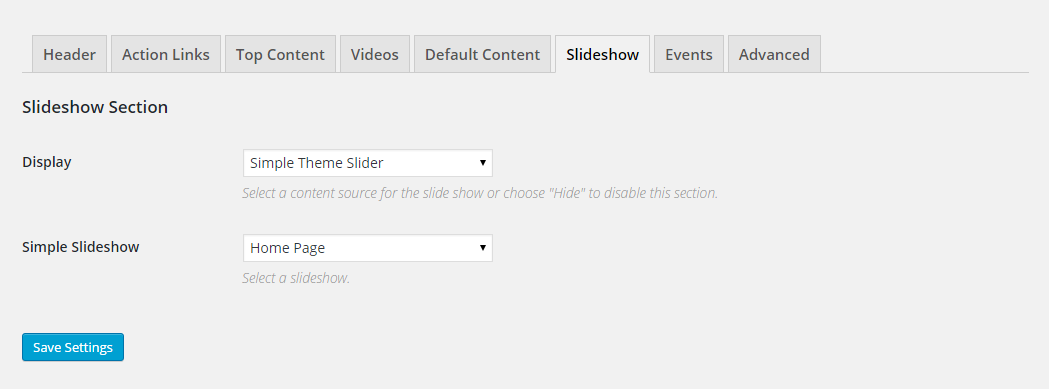 Header Action Links Top Content Videos Default Content Slideshow Events Advanced
Slideshow Section
Display Simple Theme Slider
Select a content source for the slide show or choose "Hide" to disable this section.
Simple Slideshow Home Page
Select a slideshow.
Save Settings